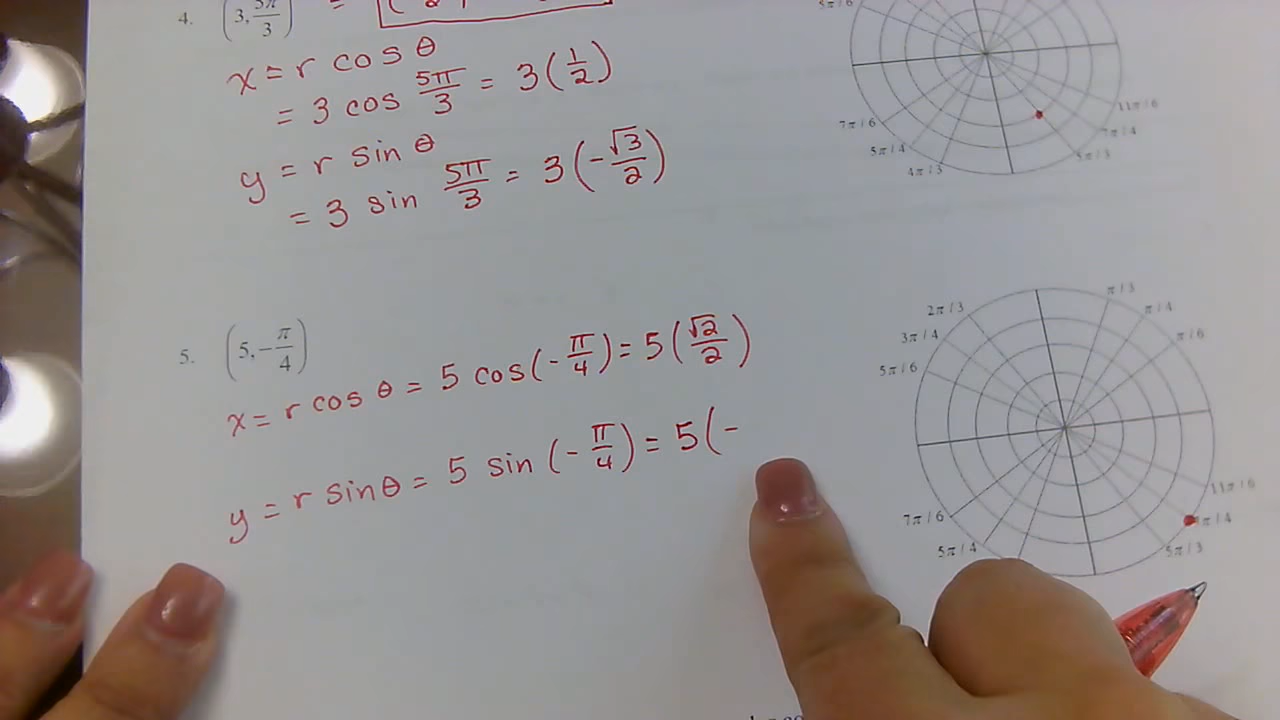 4. (3, 5π/3) =
x = r cos θ
= 3 cos 5π/3 = 3(1/2)
y = r sin θ
= 3 sin 5π/3 = 3(-√3/2)
5π/6
7π/6
5π/4
4π/3
5π/3
7π/4
11π/6
5. (5, -π/4)
x = r cos θ = 5 cos(-π/4) = 5(√2/2)
y = r sin θ = 5 sin(-π/4) = 5(-
2π/3
3π/4
5π/6
π/3
π/4
π/6
7π/6
5π/4
5π/3
7π/4
11π/6